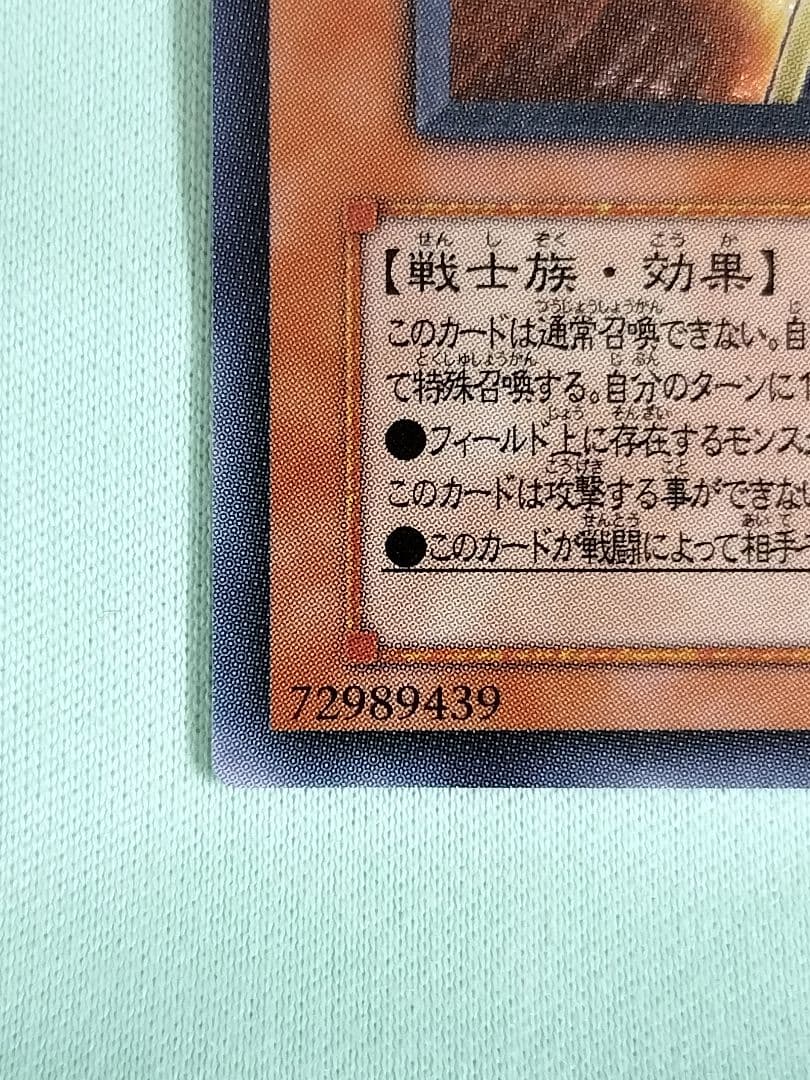 【戦士族・効果】
このカードは通常召喚できない。自
て特殊召喚する。自分のターンに1
●フィールド上に存在するモンス
このカードは攻撃する事ができない
●このカードが戦闘によって相手モ
72989439